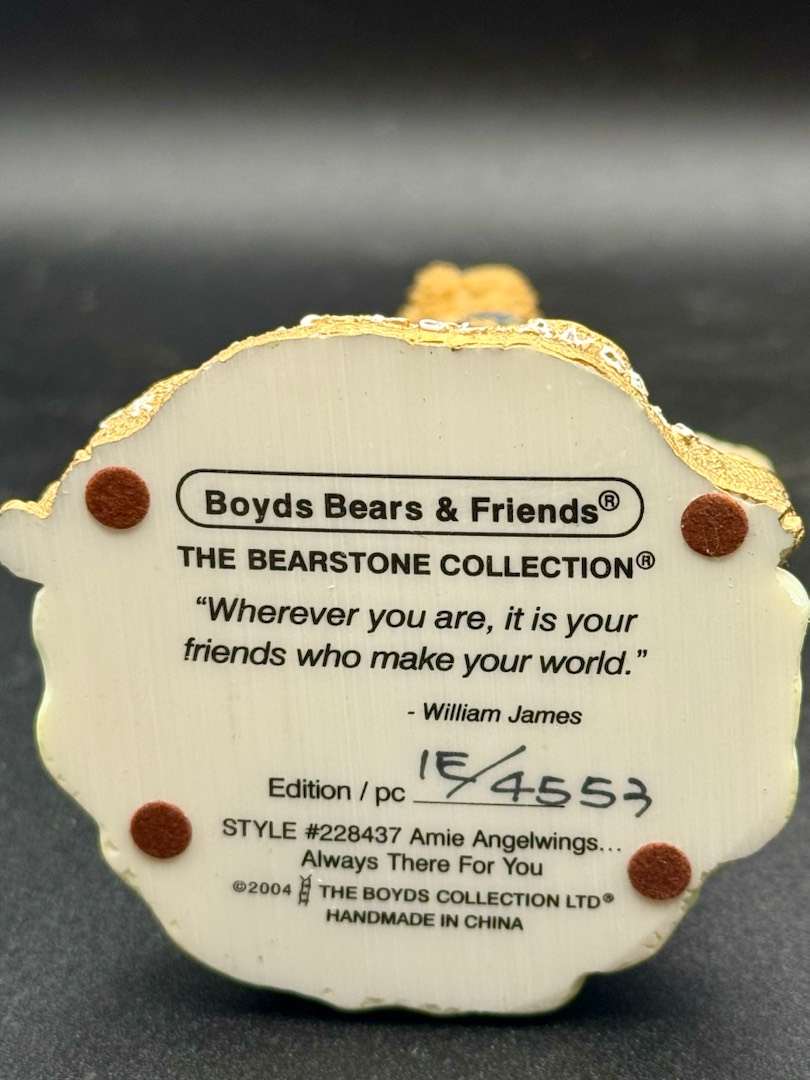 Boyds Bears & Friends®
THE BEARSTONE COLLECTION®
“Wherever you are, it is your
friends who make your world.”
- William James
Edition / pc 1E/4553
STYLE #228437 Amie Angelwings...
Always There For You
©2004 THE BOYDS COLLECTION LTD®
HANDMADE IN CHINA